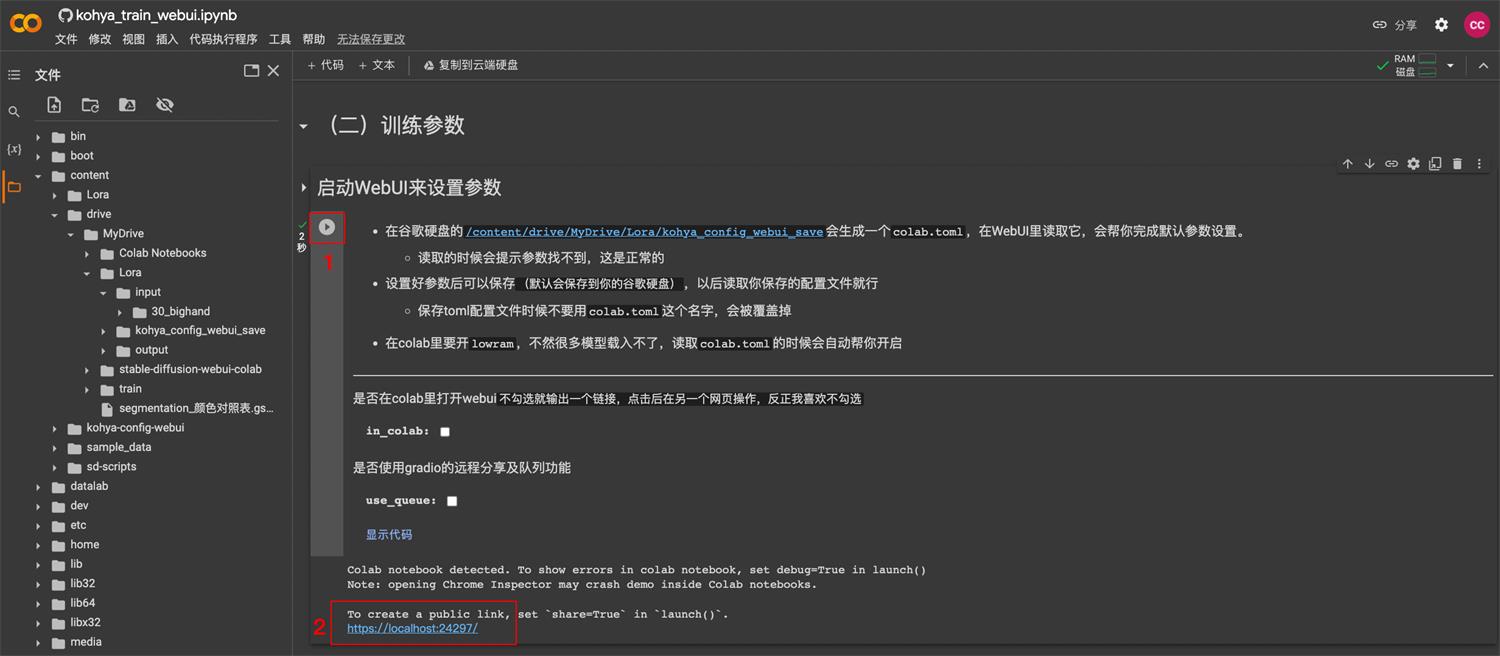 kohya_train_webui.ipynb
文件 修改 视图 插入 代码执行程序 工具 帮助 无法保存更改
分享
CC
文件
+ 代码 + 文本 复制到云端硬盘
RAM
磁盘
{x}
bin
boot
content
Lora
drive
MyDrive
Colab Notebooks
Lora
input
30_bighand
kohya_config_webui_save
output
stable-diffusion-webui-colab
train
segmentation_颜色对照表.gs...
kohya-config-webui
sample_data
sd-scripts
datalab
dev
etc
home
lib
lib32
lib64
libx32
media
（二）训练参数
启动WebUI来设置参数
2
秒
1
• 在谷歌硬盘的 /content/drive/MyDrive/Lora/kohya_config_webui_save 会生成一个 colab.toml，在WebUI里读取它，会帮你完成默认参数设置。
○ 读取的时候会提示参数找不到，这是正常的
• 设置好参数后可以保存（默认会保存到你的谷歌硬盘），以后读取你保存的配置文件就行
○ 保存toml配置文件时候不要用 colab.toml 这个名字，会被覆盖掉
• 在colab里要开 lowram，不然很多模型载入不了，读取 colab.toml 的时候会自动帮你开启
是否在colab里打开webui 不勾选就输出一个链接，点击后在另一个网页操作，反正我喜欢不勾选
in_colab:
是否使用gradio的远程分享及队列功能
use_queue:
显示代码
Colab notebook detected. To show errors in colab notebook, set debug=True in launch()
Note: opening Chrome Inspector may crash demo inside Colab notebooks.
To create a public link, set `share=True` in `launch()`.
2
https://localhost:24297/